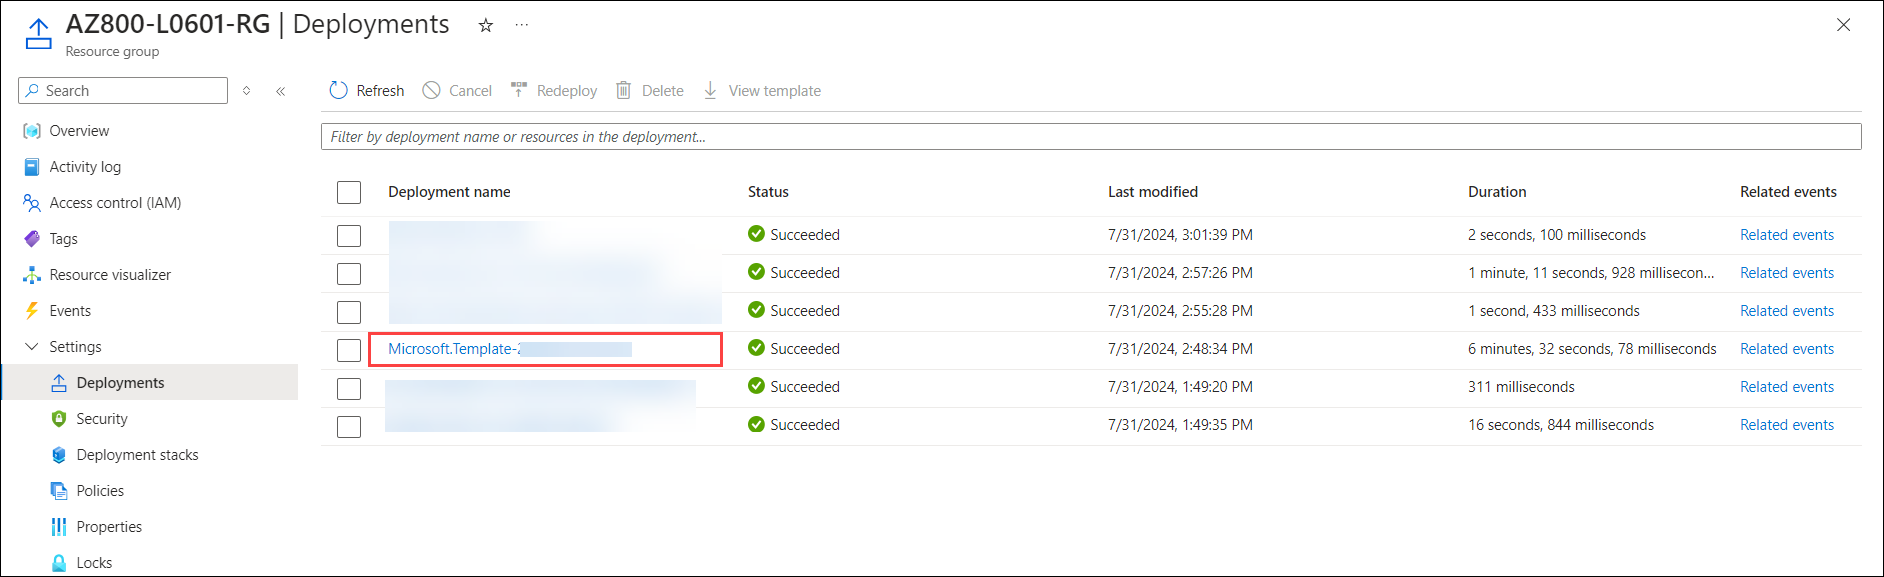 AZ800-L0601-RG | Deployments
Resource group
Search
Overview
Activity log
Access control (IAM)
Tags
Resource visualizer
Events
Settings
Deployments
Security
Deployment stacks
Policies
Properties
Locks
Refresh Cancel Redeploy Delete View template
Filter by deployment name or resources in the deployment...
Deployment name Status Last modified Duration Related events
Succeeded 7/31/2024, 3:01:39 PM 2 seconds, 100 milliseconds Related events
Succeeded 7/31/2024, 2:57:26 PM 1 minute, 11 seconds, 928 millisecon... Related events
Succeeded 7/31/2024, 2:55:28 PM 1 second, 433 milliseconds Related events
Microsoft.Template- Succeeded 7/31/2024, 2:48:34 PM 6 minutes, 32 seconds, 78 milliseconds Related events
Succeeded 7/31/2024, 1:49:20 PM 311 milliseconds Related events
Succeeded 7/31/2024, 1:49:35 PM 16 seconds, 844 milliseconds Related events